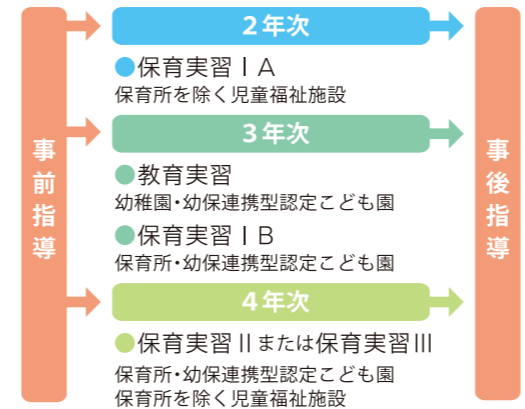 事前指導
2年次
●保育実習ⅠA
保育所を除く児童福祉施設
3年次
●教育実習
幼稚園・幼保連携型認定こども園
●保育実習ⅠB
保育所・幼保連携型認定こども園
4年次
●保育実習Ⅱまたは保育実習Ⅲ
保育所・幼保連携型認定こども園
保育所を除く児童福祉施設
事後指導